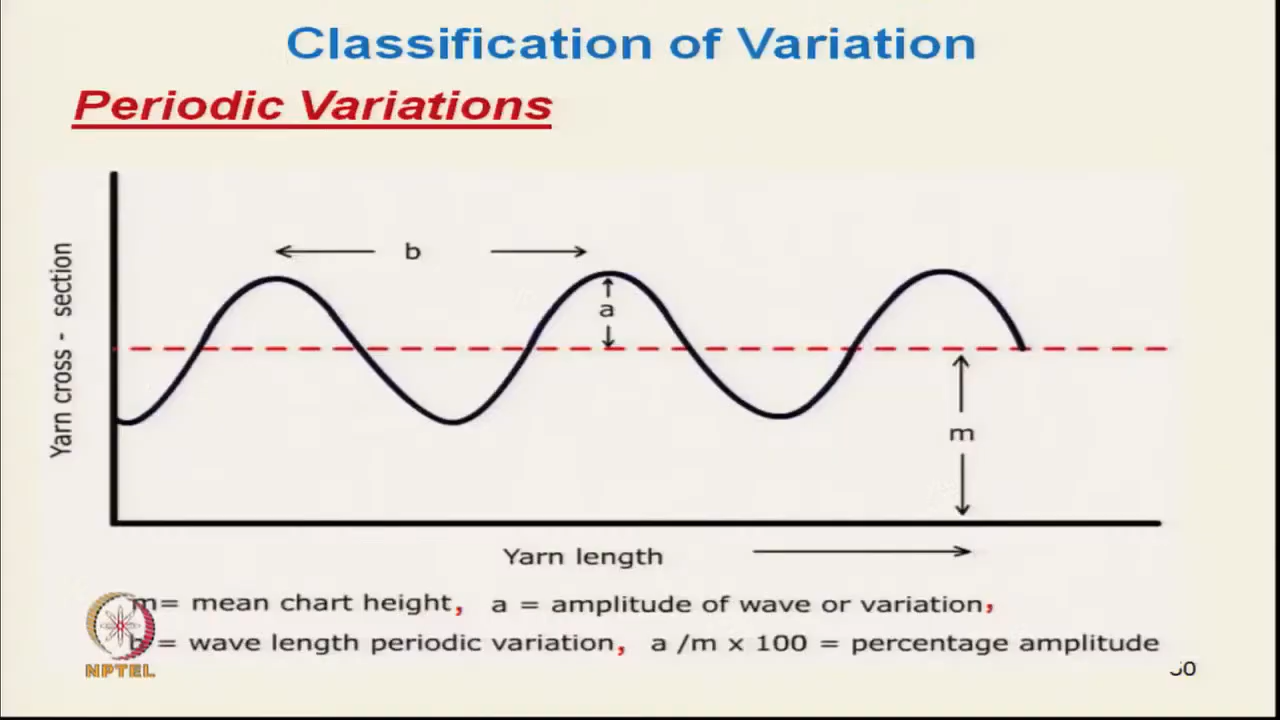 Classification of Variation
Periodic Variations
Yarn cross - section
b
a
m
Yarn length
m= mean chart height, a = amplitude of wave or variation,
b = wave length periodic variation, a /m x 100 = percentage amplitude
NPTEL